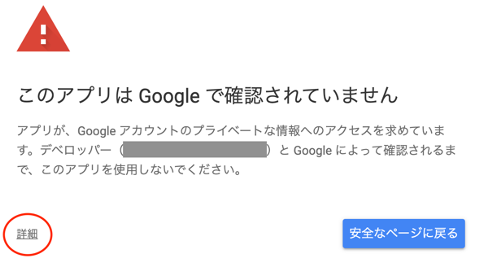 このアプリは Google で確認されていません
アプリが、Google アカウントのプライベートな情報へのアクセスを求めていま
す。デベロッパー（）と Google によって確認されるま
で、このアプリを使用しないでください。
詳細
安全なページに戻る